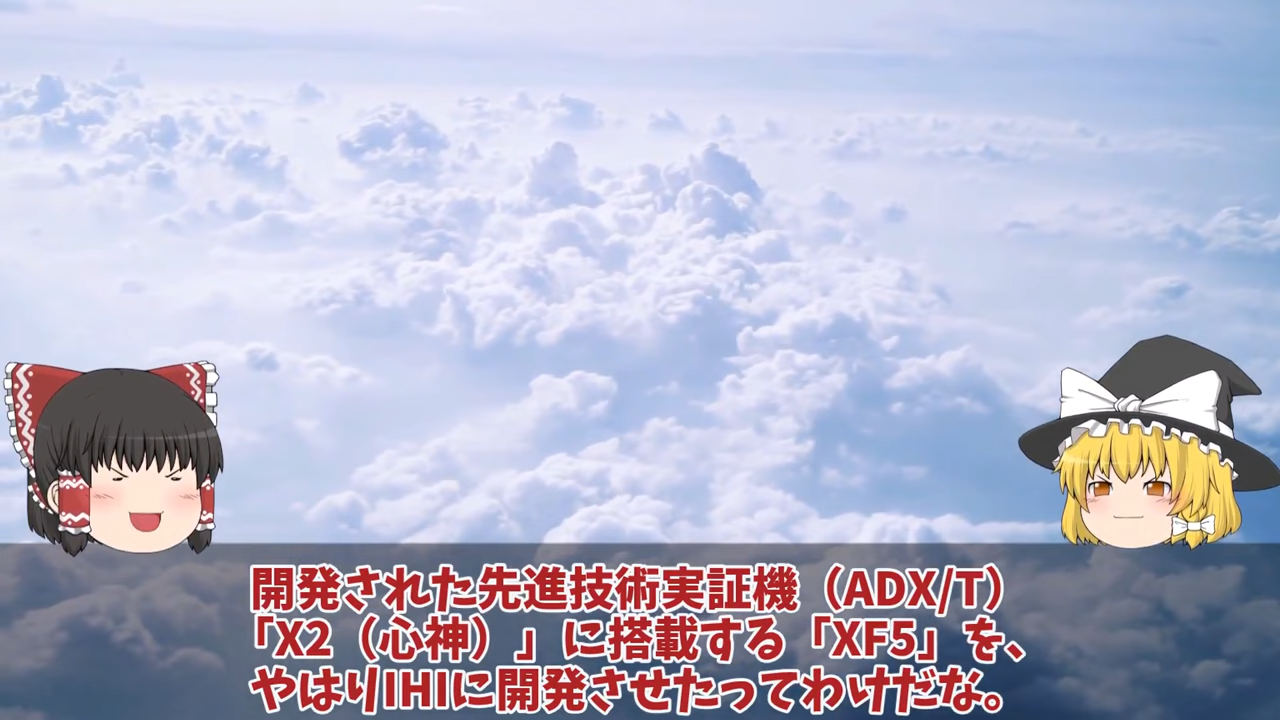 開発された先進技術実証機（ADX/T）
「X2（心神）」に搭載する「XF5」を、
やはりIHIに開発させたってわけだな。